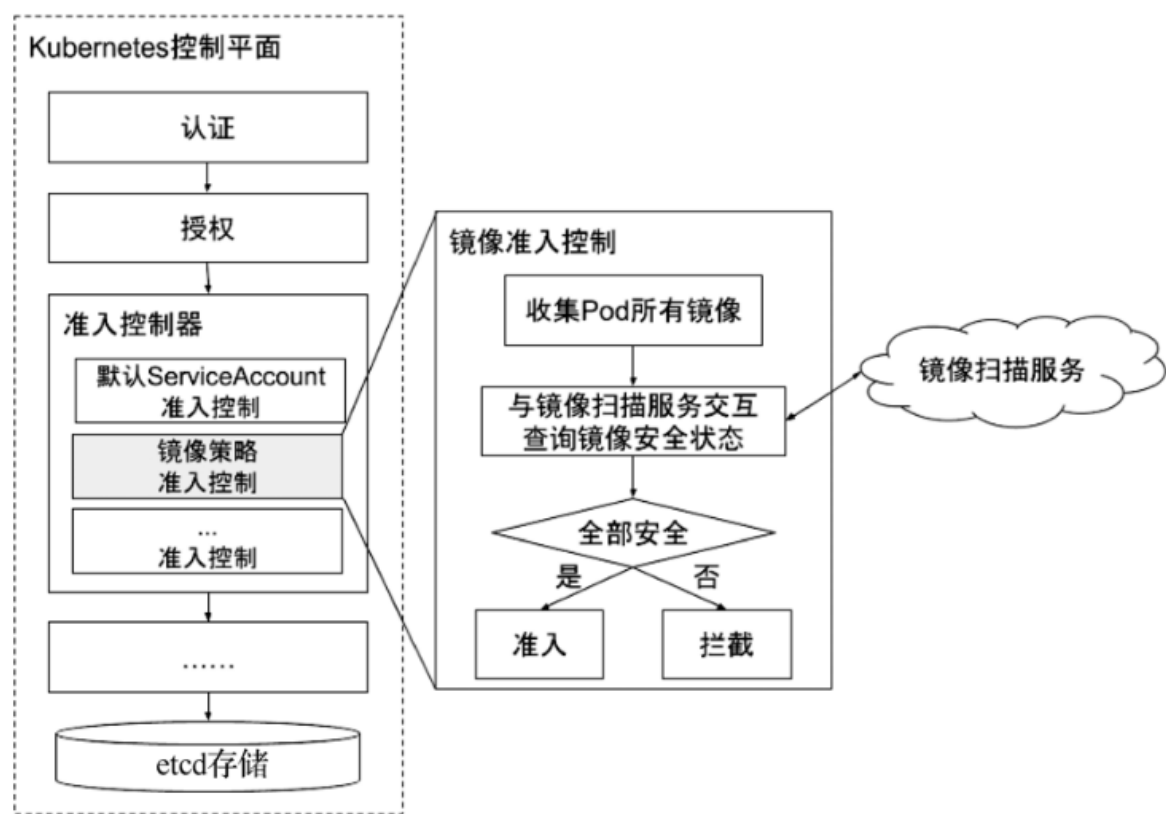 Kubernetes控制平面
认证
授权
准入控制器
默认ServiceAccount
准入控制
镜像策略
准入控制
...
准入控制
……
etcd存储
镜像准入控制
收集Pod所有镜像
与镜像扫描服务交互
查询镜像安全状态
全部安全
是
否
准入
拦截
镜像扫描服务